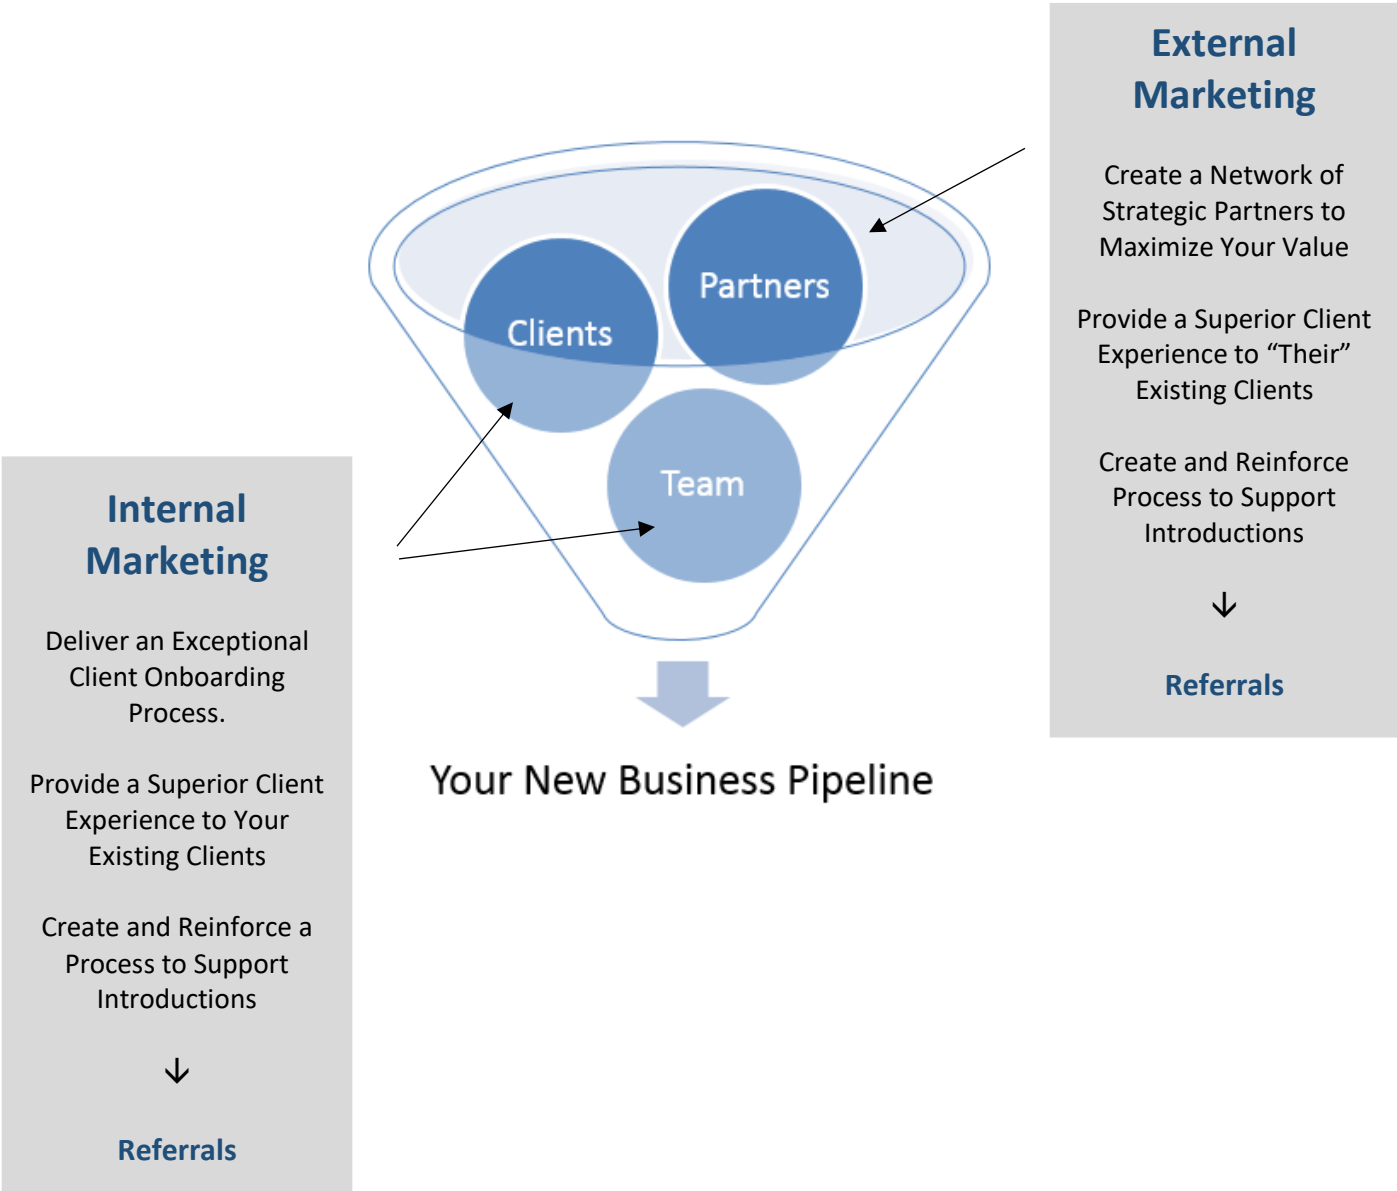 External
Marketing
Create a Network of
Strategic Partners to
Maximize Your Value
Provide a Superior Client
Experience to “Their”
Existing Clients
Create and Reinforce
Process to Support
Introductions
Referrals
Partners
Clients
Team
Your New Business Pipeline
Internal
Marketing
Deliver an Exceptional
Client Onboarding
Process.
Provide a Superior Client
Experience to Your
Existing Clients
Create and Reinforce a
Process to Support
Introductions
Referrals